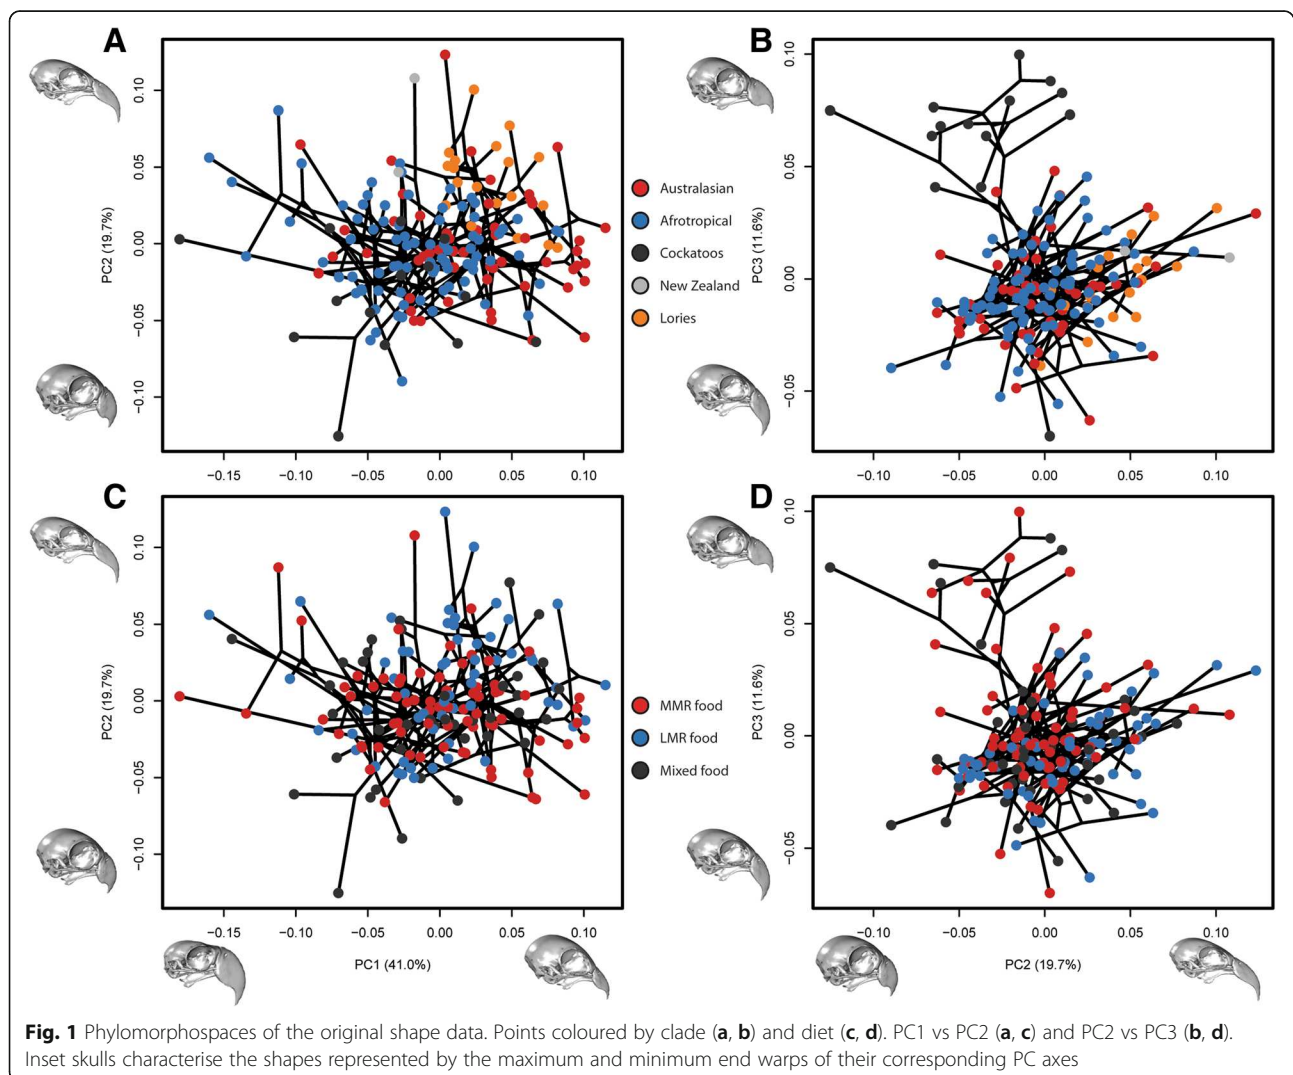 A
B
0.10
0.05
0.00
−0.05
−0.10
PC2 (19.7%)
−0.15
−0.10
−0.05
0.00
0.05
0.10
Australasian
Afrotropical
Cockatoos
New Zealand
Lories
0.10
0.05
0.00
−0.05
PC3 (11.6%)
−0.10
−0.05
0.00
0.05
0.10
C
D
0.10
0.05
0.00
−0.05
−0.10
PC2 (19.7%)
−0.15
−0.10
−0.05
0.00
0.05
0.10
PC1 (41.0%)
MMR food
LMR food
Mixed food
0.10
0.05
0.00
−0.05
PC3 (11.6%)
−0.10
−0.05
0.00
0.05
0.10
PC2 (19.7%)
Fig. 1 Phylomorphospaces of the original shape data. Points coloured by clade (a, b) and diet (c, d). PC1 vs PC2 (a, c) and PC2 vs PC3 (b, d).
Inset skulls characterise the shapes represented by the maximum and minimum end warps of their corresponding PC axes